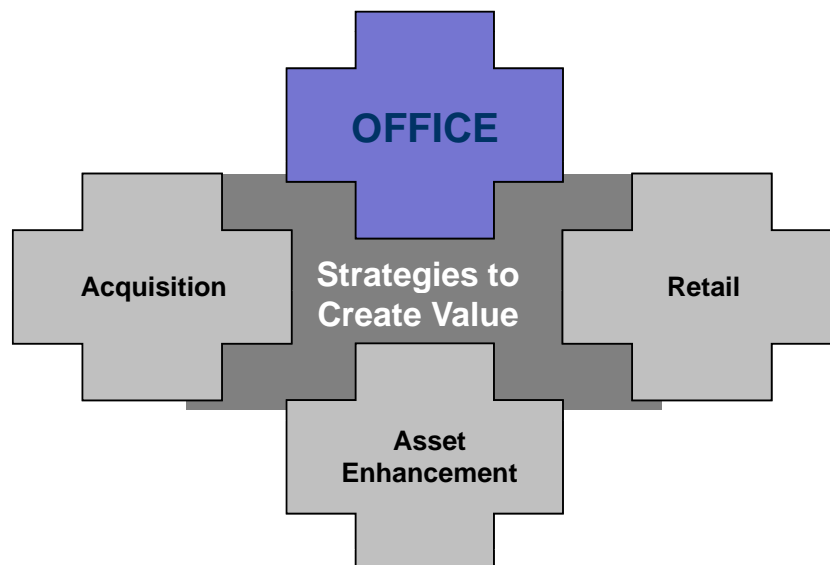 OFFICE
Strategies to
Create Value
Acquisition
Retail
Asset
Enhancement